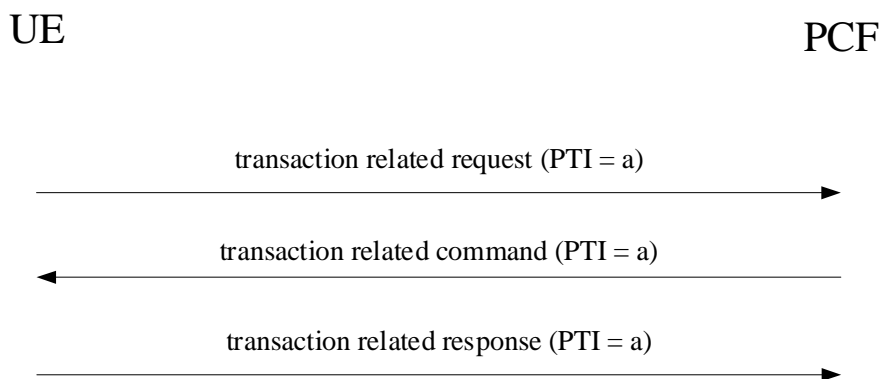 UE
PCF
transaction related request (PTI = a)
transaction related command (PTI = a)
transaction related response (PTI = a)